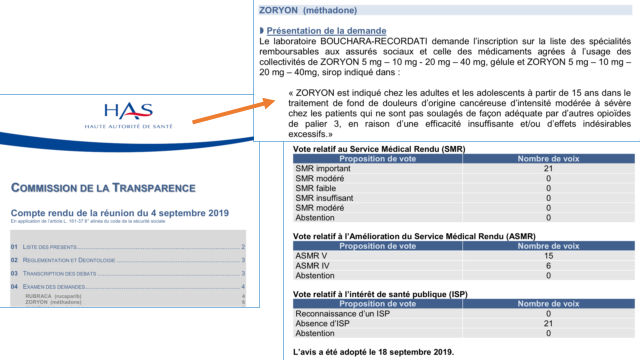 HAS
HAUTE AUTORITÉ DE SANTÉ
COMMISSION DE LA TRANSPARENCE
Compte rendu de la réunion du 4 septembre 2019
En application de l'article L. 161-37 8° alinéa du code de la sécurité sociale
01 LISTE DES PRESENTS 2
02 REGLEMENTATION ET DEONTOLOGIE 3
03 TRANSCRIPTION DES DEBATS 3
04 EXAMEN DES DEMANDES 4
RUBRACA (rucaparib) 4
ZORYON (méthadone) 6
ZORYON (méthadone)
Présentation de la demande
Le laboratoire BOUCHARA-RECORDATI demande l'inscription sur la liste des spécialités
remboursables aux assurés sociaux et celle des médicaments agréées à l'usage des
collectivités de ZORYON 5 mg – 10 mg - 20 mg – 40 mg, gélule et ZORYON 5 mg – 10 mg –
20 mg – 40mg, sirop indiqué dans :
« ZORYON est indiqué chez les adultes et les adolescents à partir de 15 ans dans le
traitement de fond de douleurs d'origine cancéreuse d'intensité modérée à sévère
chez les patients qui ne sont pas soulagés de façon adéquate par d'autres opioïdes
de palier 3, en raison d'une efficacité insuffisante et/ou d'effets indésirables
excessifs.»
Vote relatif au Service Médical Rendu (SMR)
Proposition de vote Nombre de voix
SMR important 21
SMR modéré 0
SMR faible 0
SMR insuffisant 0
SMR modéré 0
Abstention 0
Vote relatif à l'Amélioration du Service Médical Rendu (ASMR)
Proposition de vote Nombre de voix
ASMR V 15
ASMR IV 6
Abstention 0
Vote relatif à l'intérêt de santé publique (ISP)
Proposition de vote Nombre de voix
Reconnaissance d'un ISP 0
Absence d'ISP 21
Abstention 0
L'avis a été adopté le 18 septembre 2019.